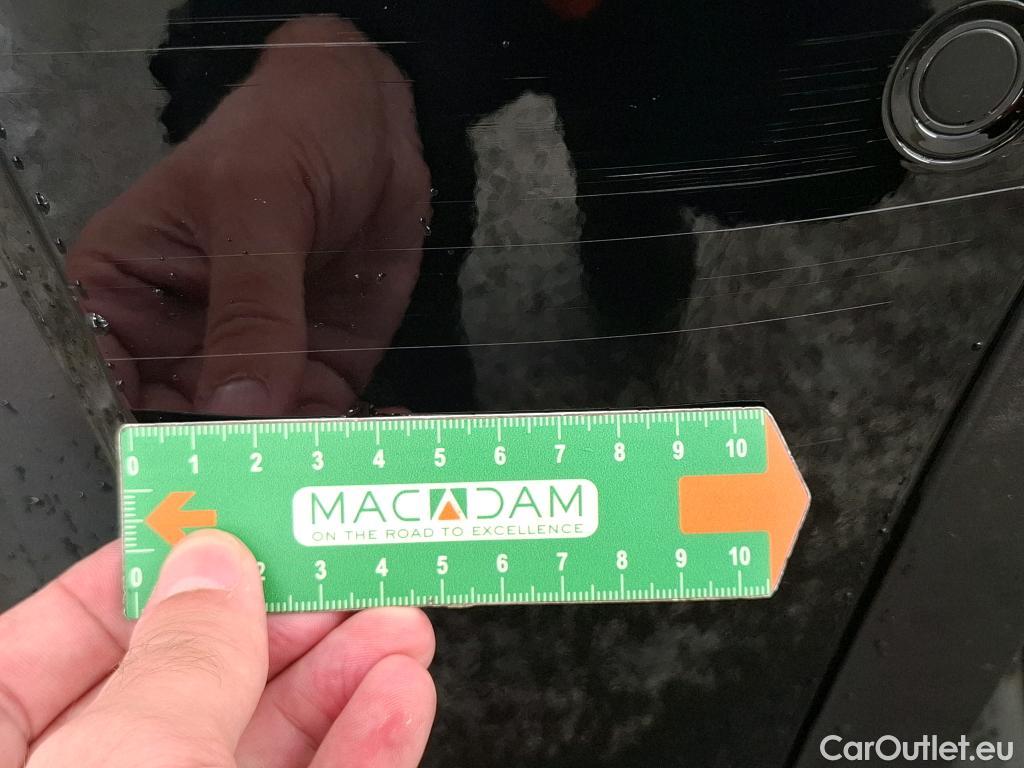 0 1 2 3 4 5 6 7 8 9 10
MACADAM
ON THE ROAD TO EXCELLENCE
0 2 3 4 5 6 7 8 9 10
CarOutlet.eu